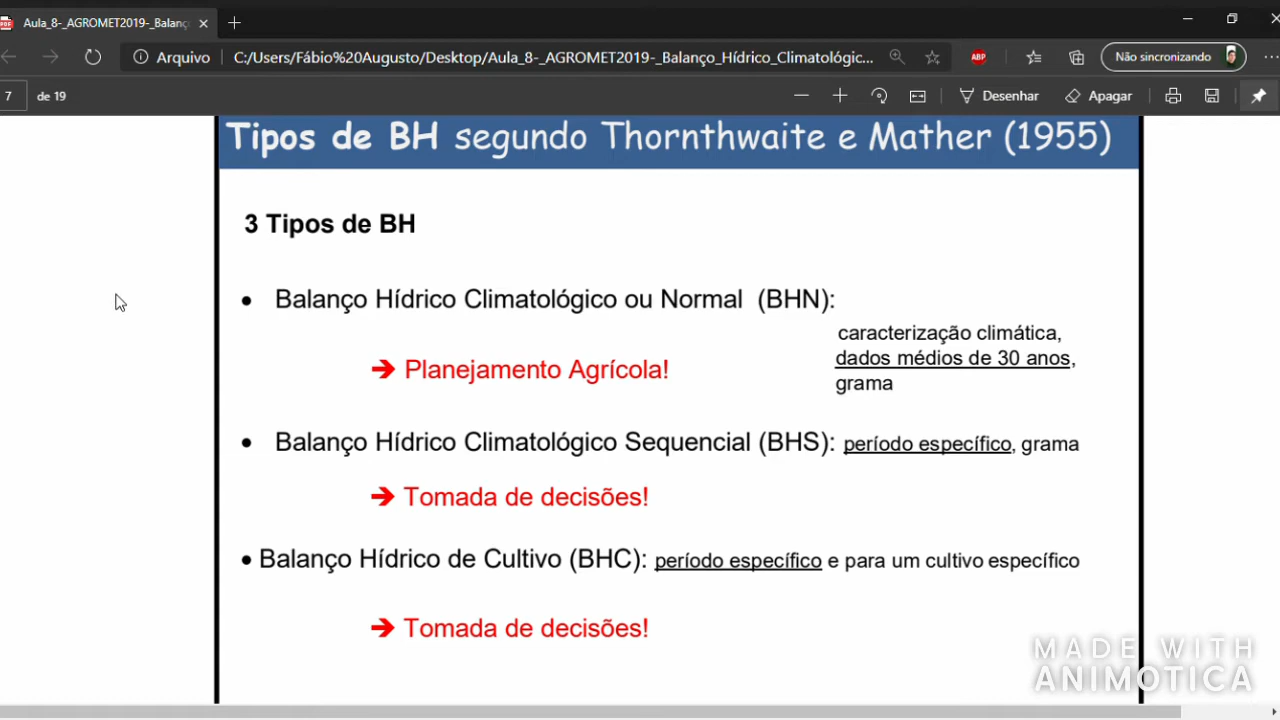 Aula_8-_AGROMET2019-_Balanç
Arquivo
C:/Users/Fábio%20Augusto/Desktop/Aula_8-_AGROMET2019-_Balanço_Hídrico_Climatológic...
ABP
Não sincronizando
7 de 19
Desenhar
Apagar
Tipos de BH segundo Thornthwaite e Mather (1955)
3 Tipos de BH
• Balanço Hídrico Climatológico ou Normal (BHN):
caracterização climática,
dados médios de 30 anos,
grama
➔ Planejamento Agrícola!
• Balanço Hídrico Climatológico Sequencial (BHS): período específico, grama
➔ Tomada de decisões!
• Balanço Hídrico de Cultivo (BHC): período específico e para um cultivo específico
➔ Tomada de decisões!
MADE WITH
ANIMOTICA